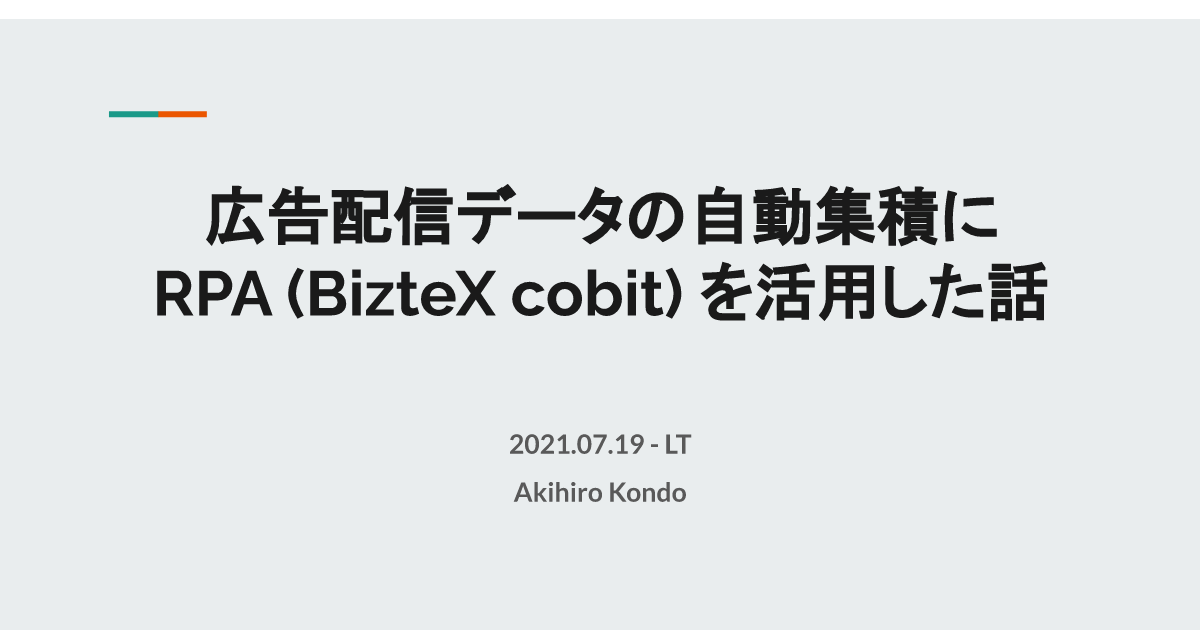 広告配信データの自動集積に
RPA (BizteX cobit) を活用した話
2021.07.19 - LT
Akihiro Kondo